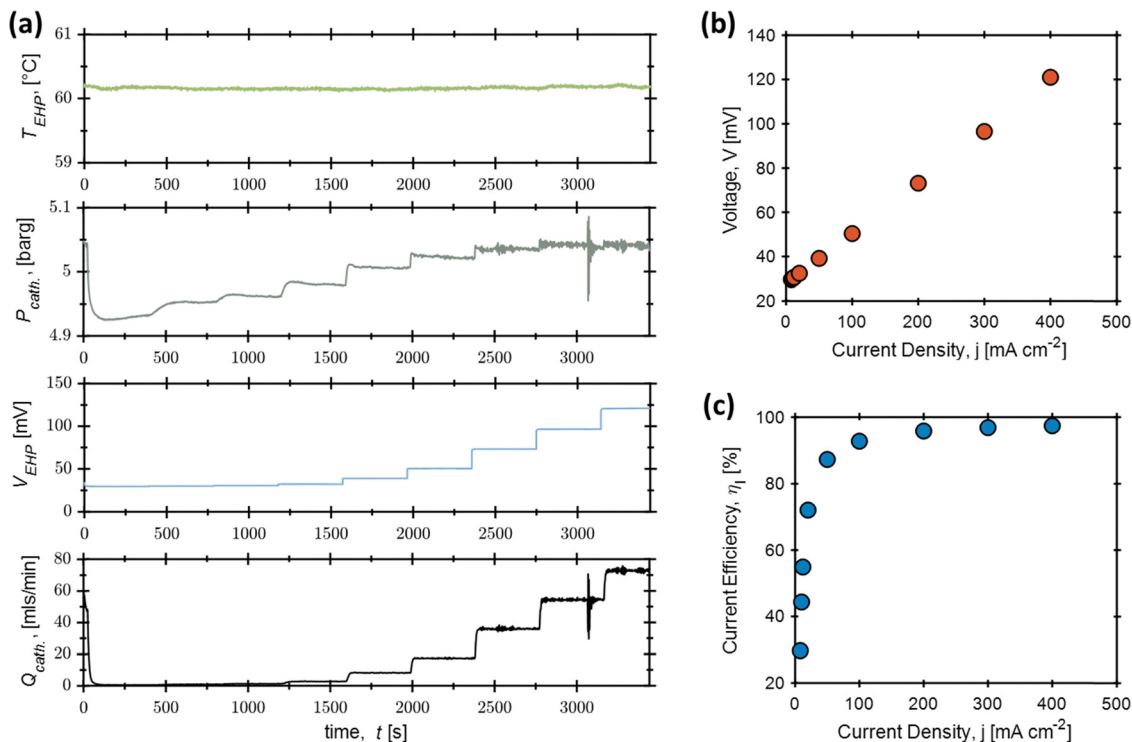 (a)
61
60
59
T_EHP, [°C]
0 500 1000 1500 2000 2500 3000
5.1
5
4.9
P_cath., [barg]
0 500 1000 1500 2000 2500 3000
150
100
50
0
V_EHP [mV]
0 500 1000 1500 2000 2500 3000
80
60
40
20
0
Q_cath., [mls/min]
0 500 1000 1500 2000 2500 3000
time, t [s]
(b)
140
120
100
80
60
40
20
Voltage, V [mV]
0 100 200 300 400 500
Current Density, j [mA cm⁻²]
(c)
100
80
60
40
20
Current Efficiency, η_I [%]
0 100 200 300 400 500
Current Density, j [mA cm⁻²]